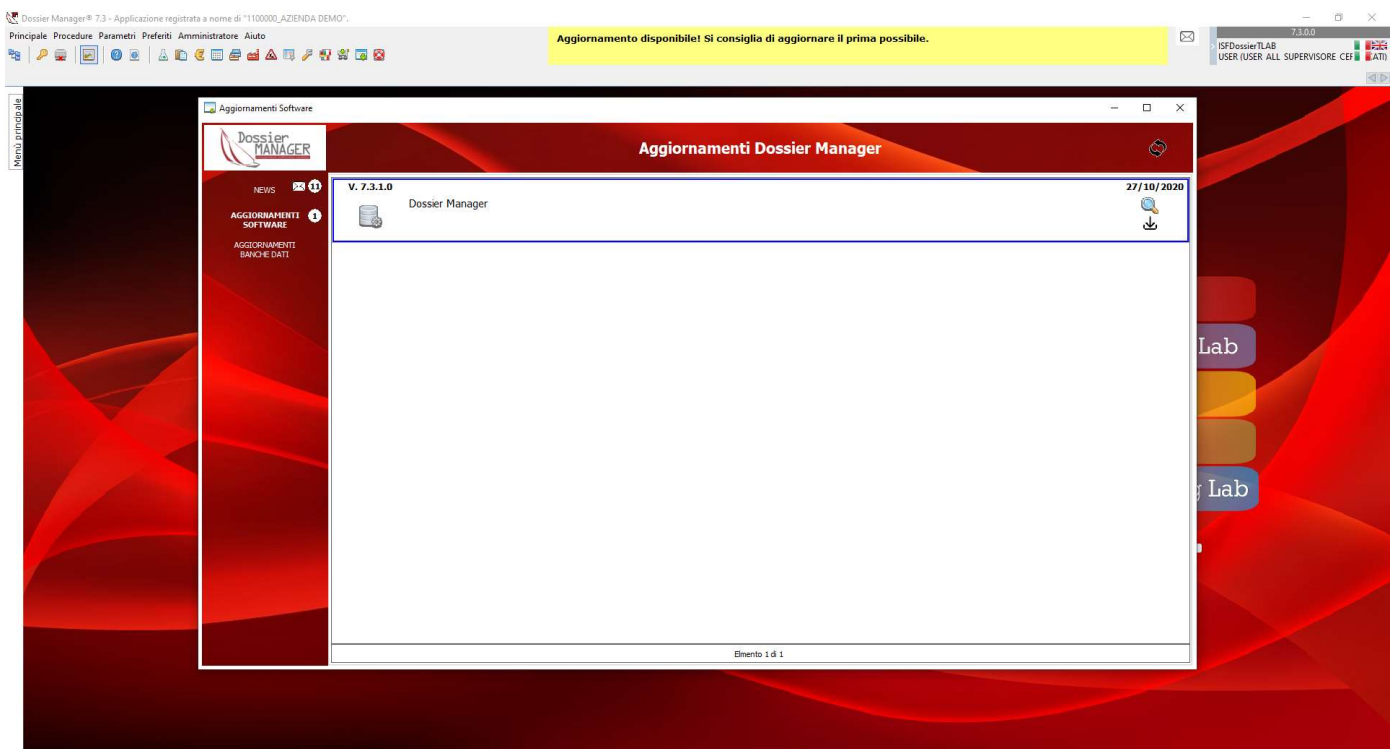 Dossier Manager® 7.3 - Applicazione registrata a nome di "1100000_AZIENDA DEMO".
Principale Procedure Parametri Preferiti Amministratore Aiuto
Aggiornamento disponibile! Si consiglia di aggiornare il prima possibile.
7.3.0.0
ISFDossierTLAB
USER (USER ALL SUPERVISORE CER
CATI)
Menù principale
Aggiornamenti Software
Dossier
MANAGER
Aggiornamenti Dossier Manager
NEWS 11
AGGIORNAMENTI 1
SOFTWARE
AGGIORNAMENTI
BANCHE DATI
V. 7.3.1.0
27/10/2020
Dossier Manager
Lab
g Lab
Elmento 1 di 1